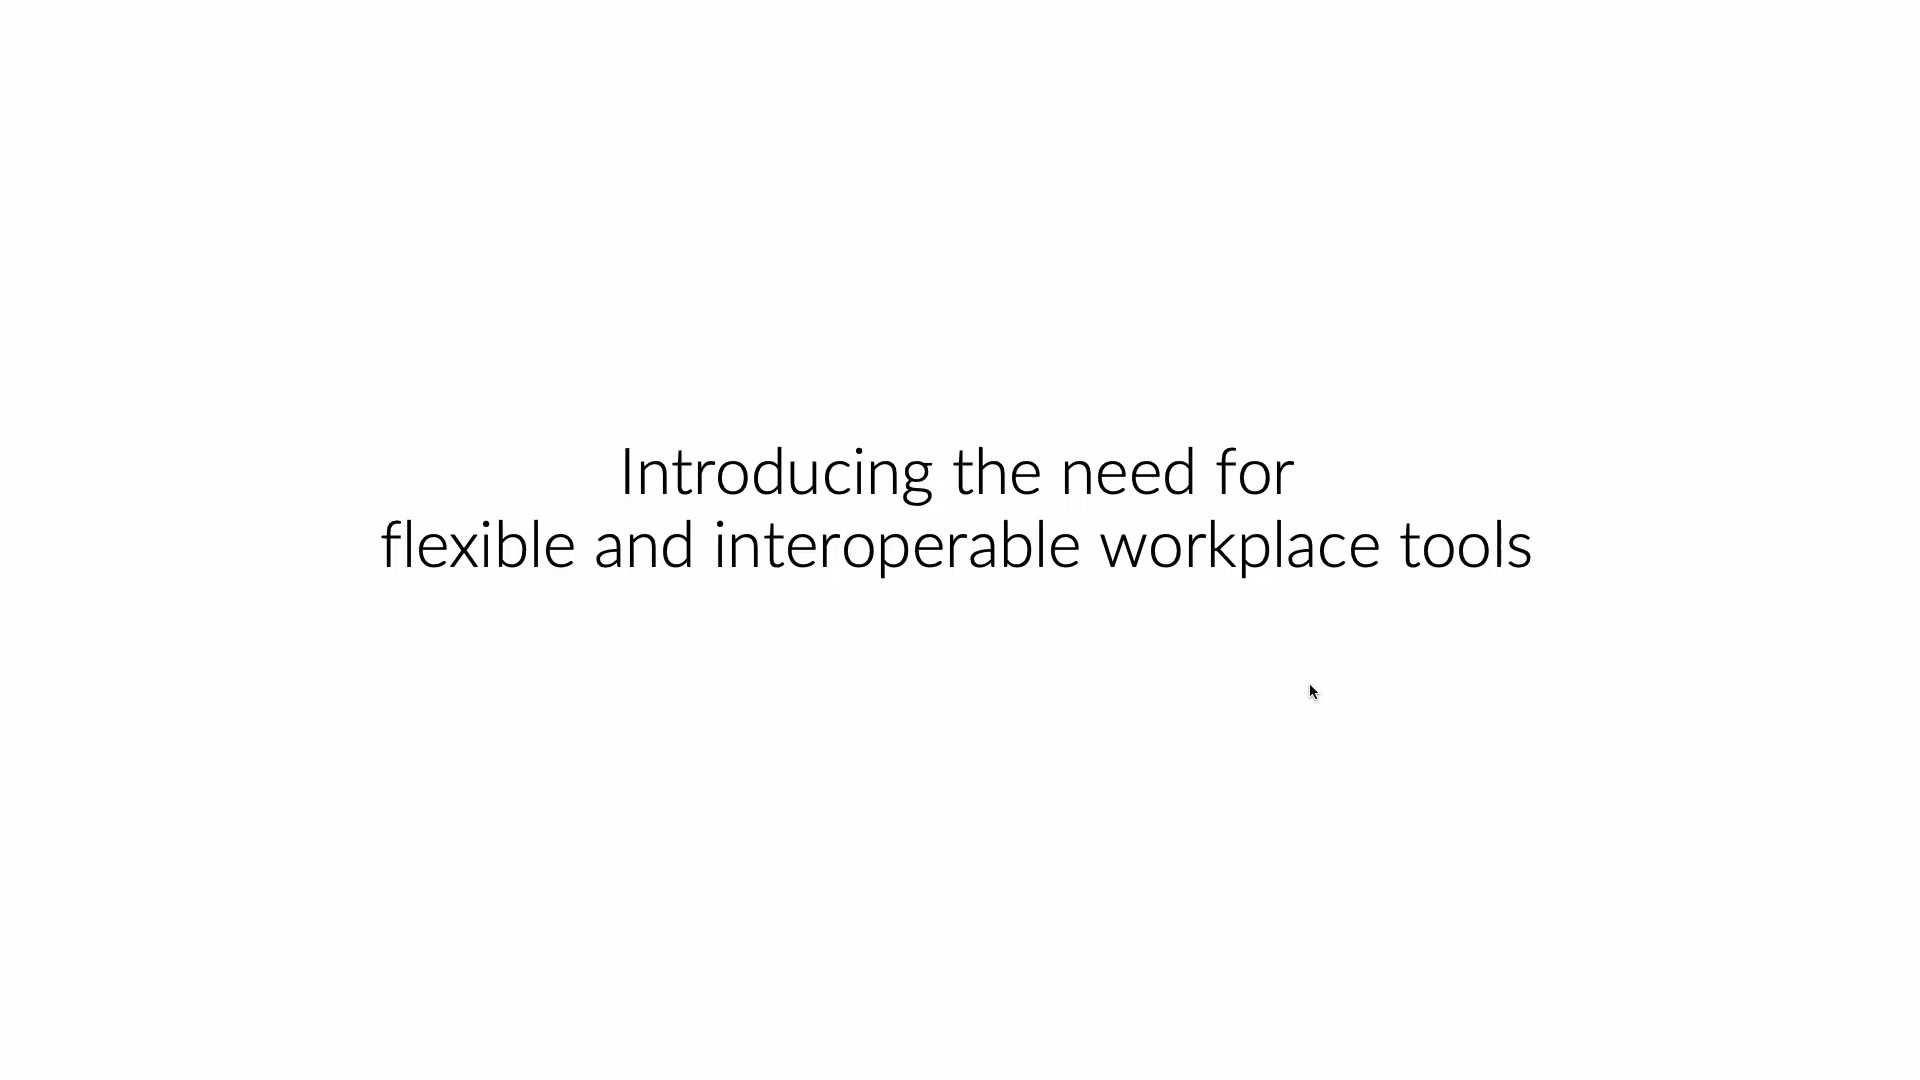 Introducing the need for
flexible and interoperable workplace tools